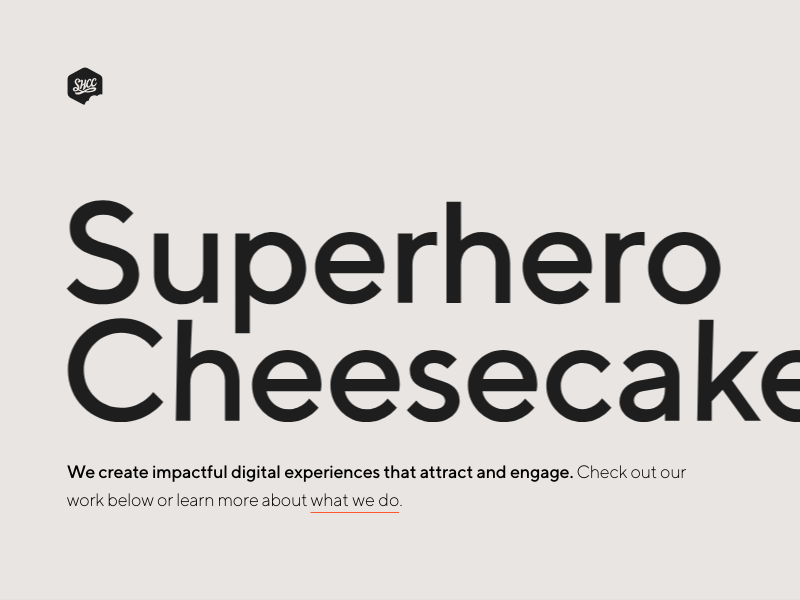 SHCC
Superhero
Cheesecake
We create impactful digital experiences that attract and engage. Check out our
work below or learn more about what we do.